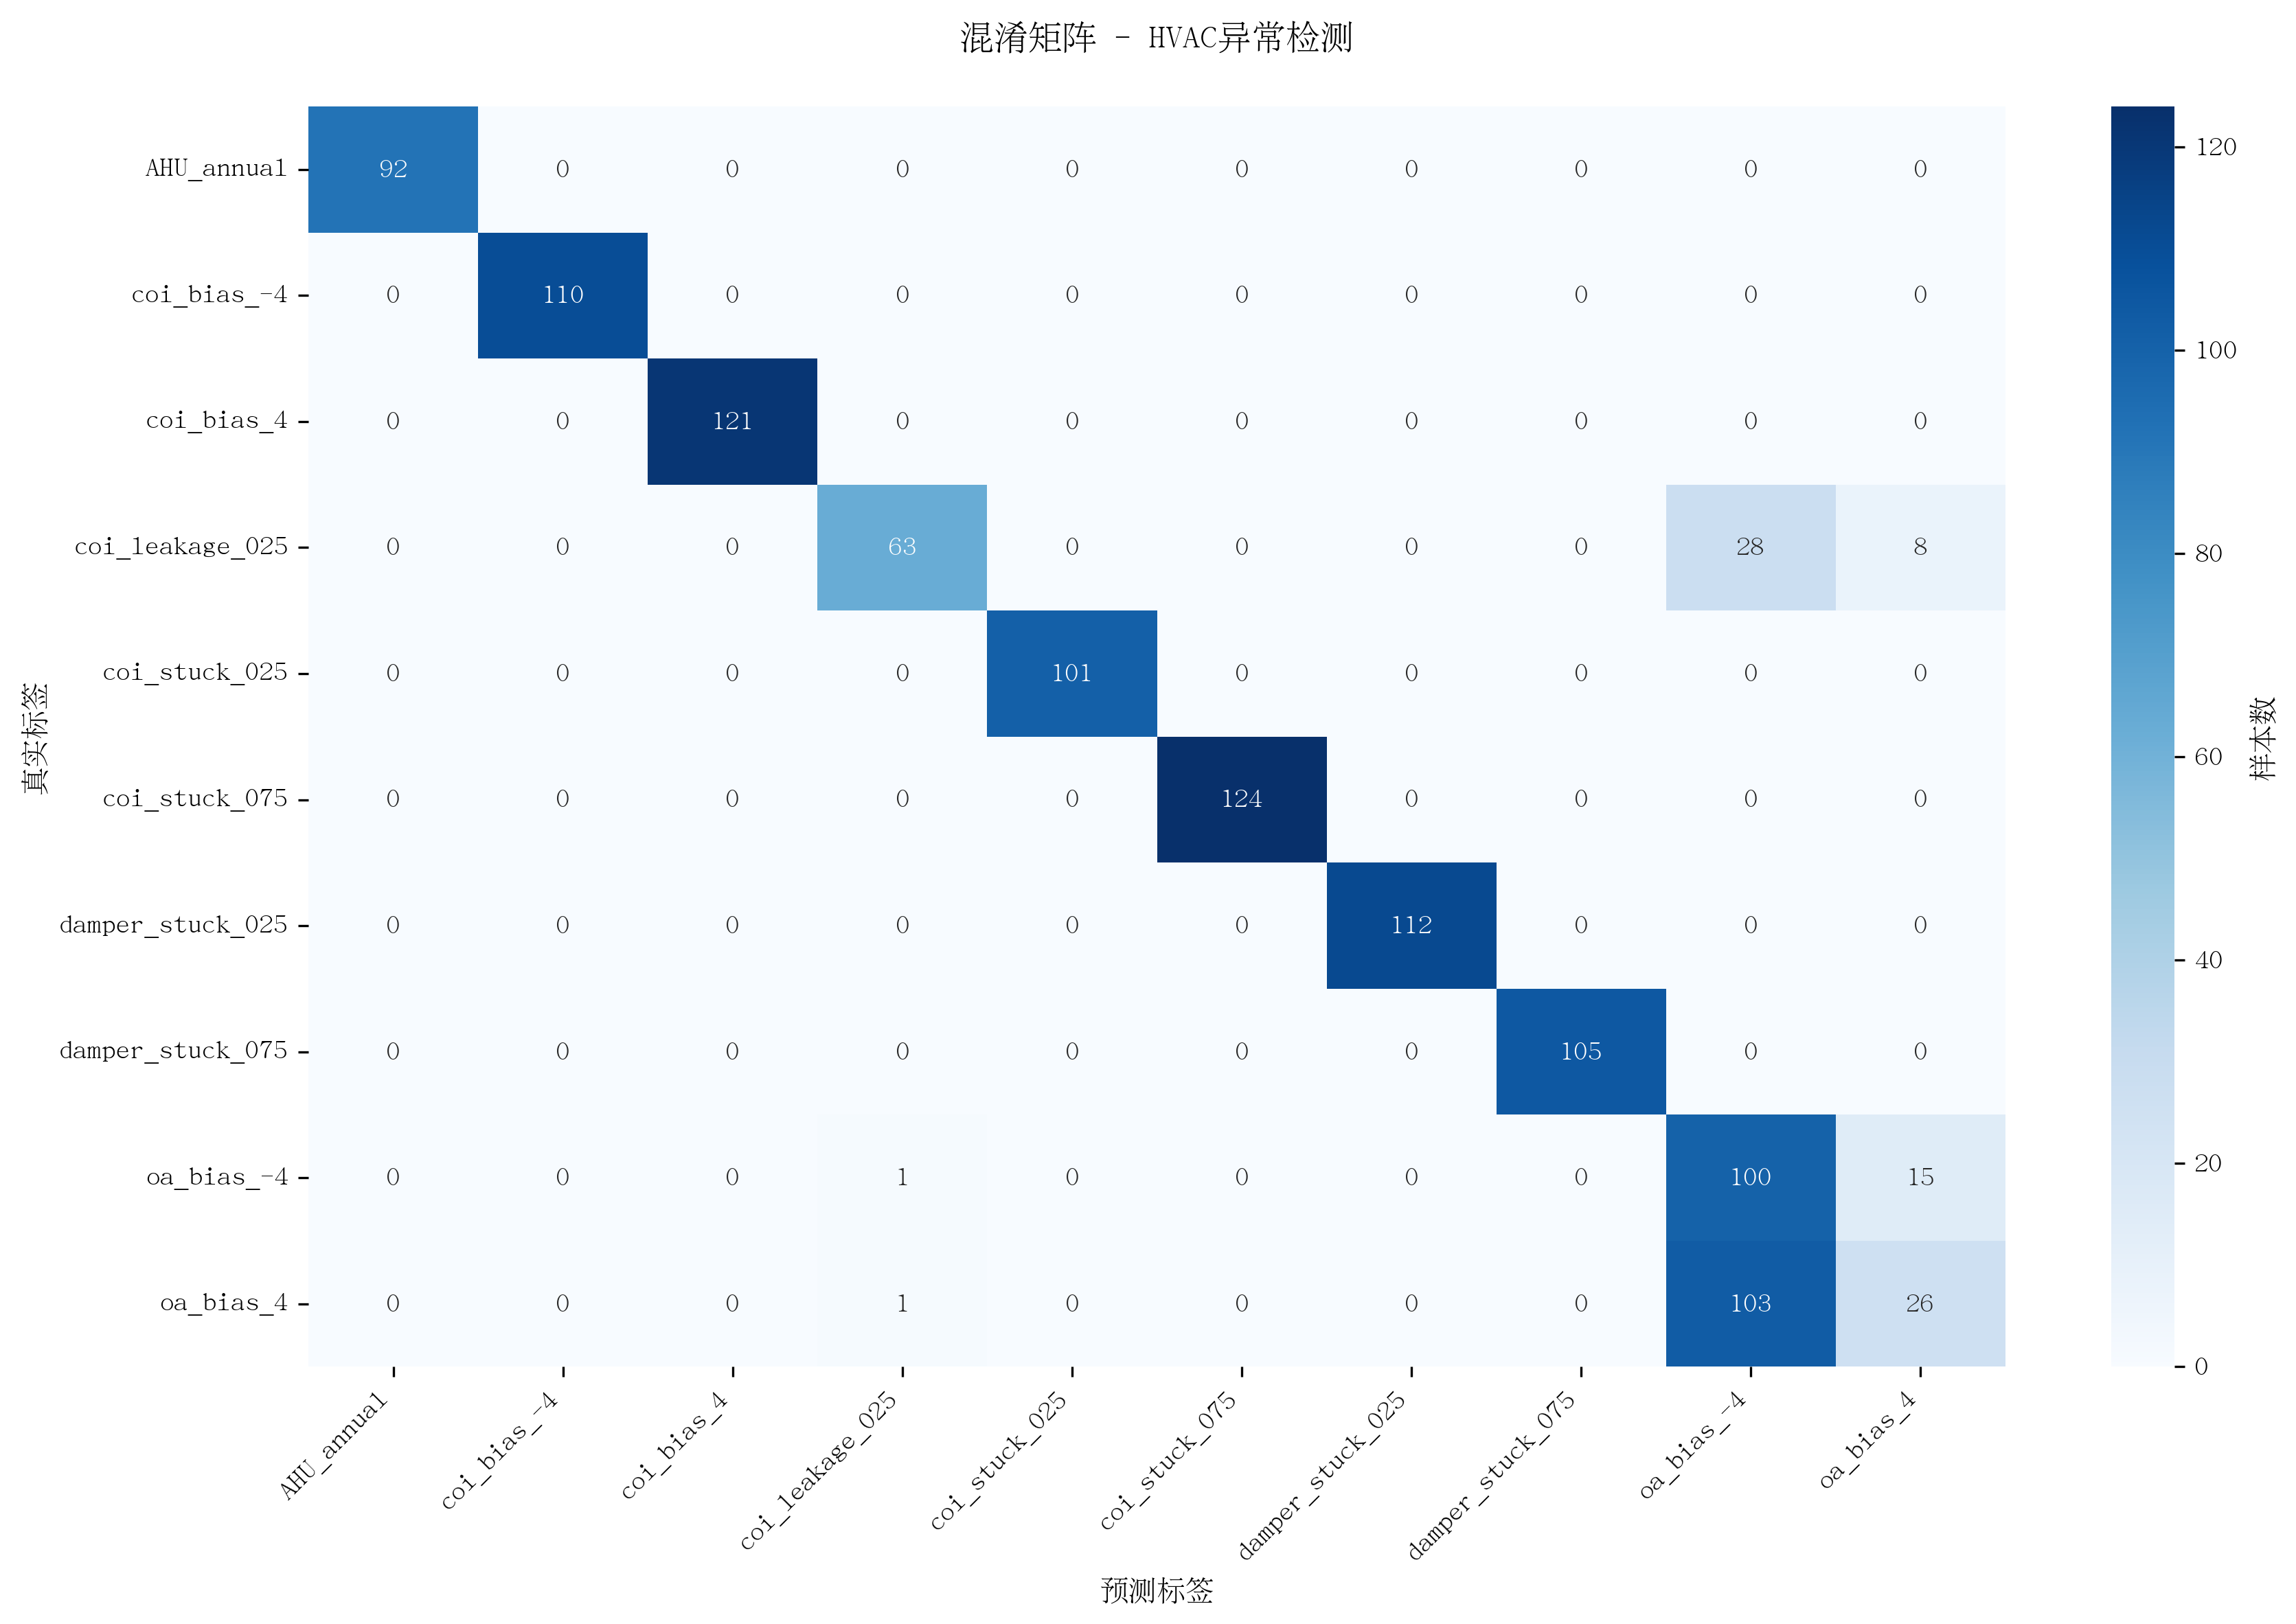 混淆矩阵 - HVAC异常检测
AHU_annual 92 0 0 0 0 0 0 0 0 0
coi_bias_-4 0 110 0 0 0 0 0 0 0 0
coi_bias_4 0 0 121 0 0 0 0 0 0 0
coi_leakage_025 0 0 0 63 0 0 0 0 28 8
coi_stuck_025 0 0 0 0 101 0 0 0 0 0
coi_stuck_075 0 0 0 0 0 124 0 0 0 0
damper_stuck_025 0 0 0 0 0 0 112 0 0 0
damper_stuck_075 0 0 0 0 0 0 0 105 0 0
oa_bias_-4 0 0 0 1 0 0 0 0 100 15
oa_bias_4 0 0 0 1 0 0 0 0 103 26
真实标签
AHU_annual
coi_bias_-4
coi_bias_4
coi_leakage_025
coi_stuck_025
coi_stuck_075
damper_stuck_025
damper_stuck_075
oa_bias_-4
oa_bias_4
预测标签
120
100
80
60
40
20
0
样本数